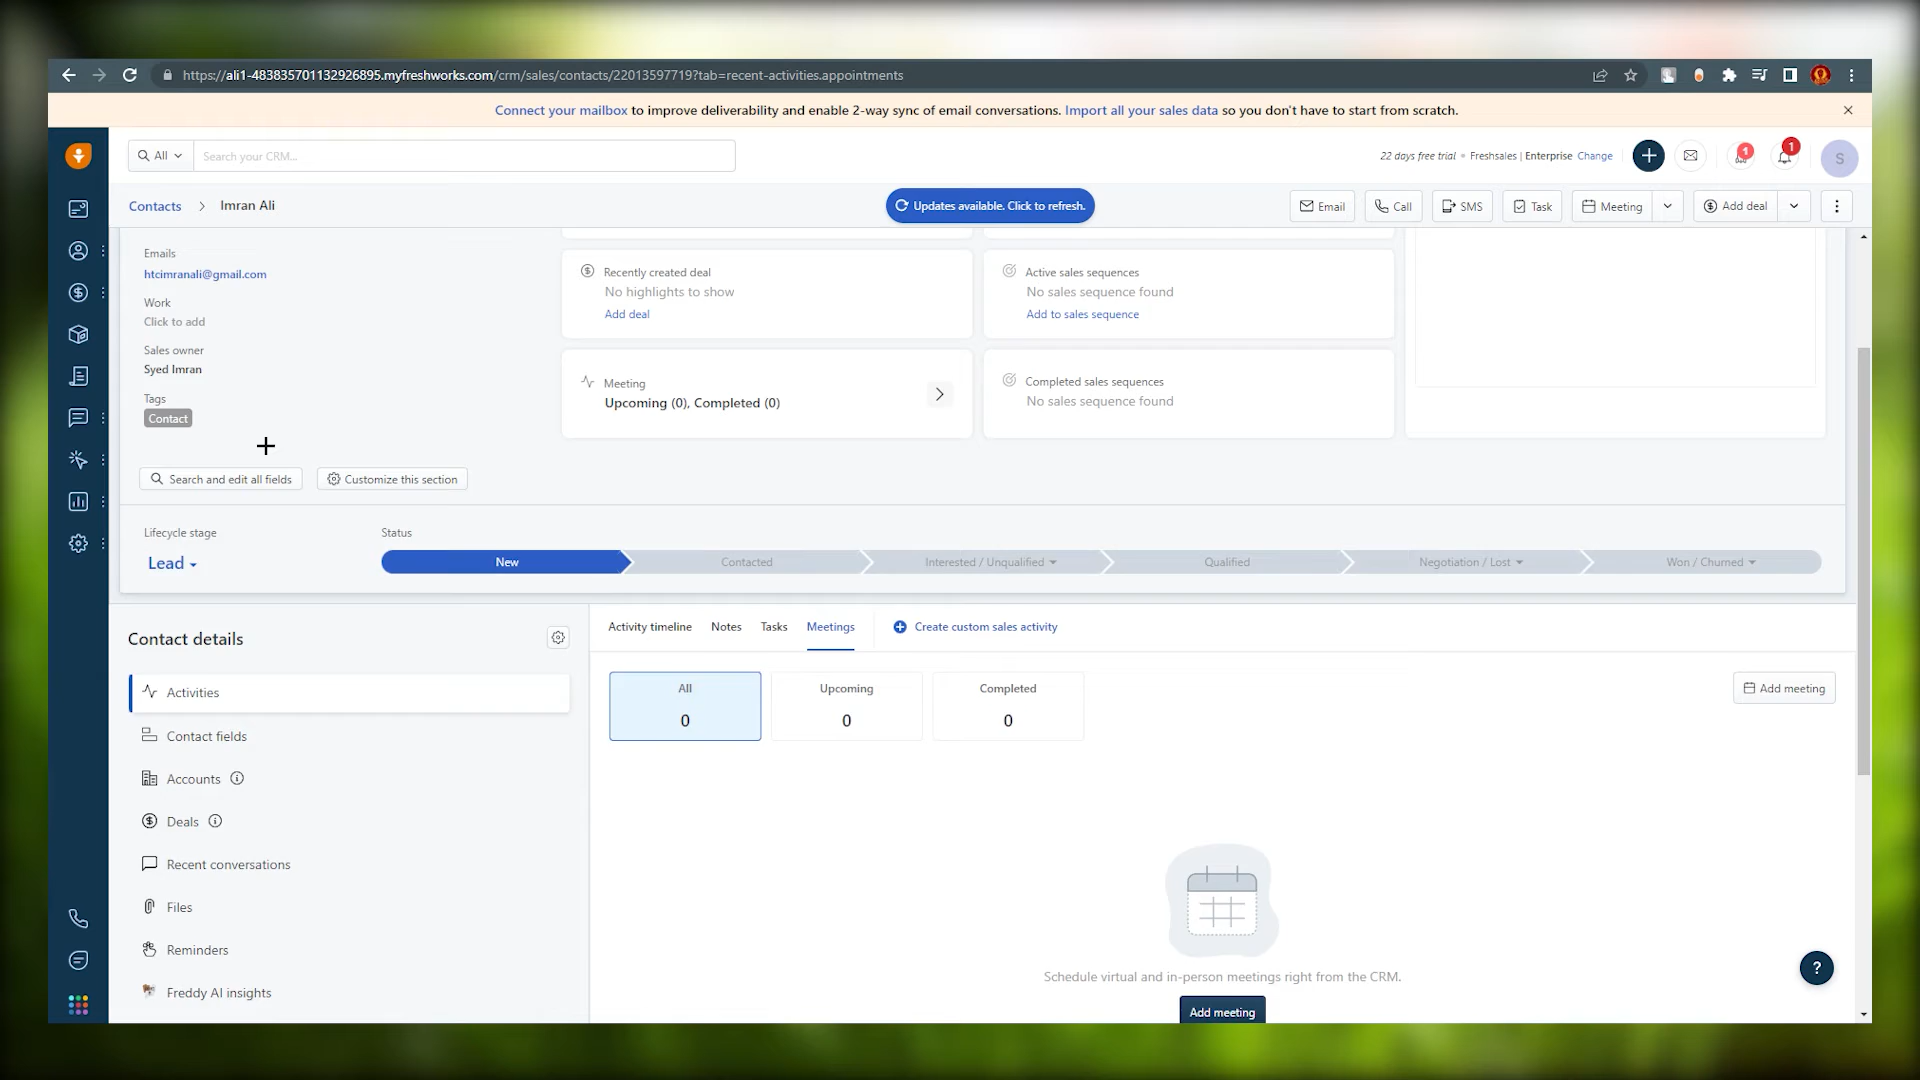 https://ali1-483835701132926895.myfreshworks.com/crm/sales/contacts/22013597719?tab=recent-activities.appointments
Connect your mailbox to improve deliverability and enable 2-way sync of email conversations. Import all your sales data so you don't have to start from scratch.
All
Search your CRM...
22 days free trial
Freshsales | Enterprise Change
1
1
S
Contacts
Imran Ali
Updates available. Click to refresh.
Email
Call
SMS
Task
Meeting
Add deal
Emails
htcimranali@gmail.com
Work
Click to add
Sales owner
Syed Imran
Tags
Contact
Search and edit all fields
Customize this section
Recently created deal
No highlights to show
Add deal
Active sales sequences
No sales sequence found
Add to sales sequence
Meeting
Upcoming (0), Completed (0)
Completed sales sequences
No sales sequence found
Lifecycle stage
Lead
Status
New
Contacted
Interested / Unqualified
Qualified
Negotiation / Lost
Won / Churned
Contact details
Activities
Contact fields
Accounts
Deals
Recent conversations
Files
Reminders
Freddy AI insights
Activity timeline
Notes
Tasks
Meetings
Create custom sales activity
All
0
Upcoming
0
Completed
0
Add meeting
Schedule virtual and in-person meetings right from the CRM.
Add meeting
?